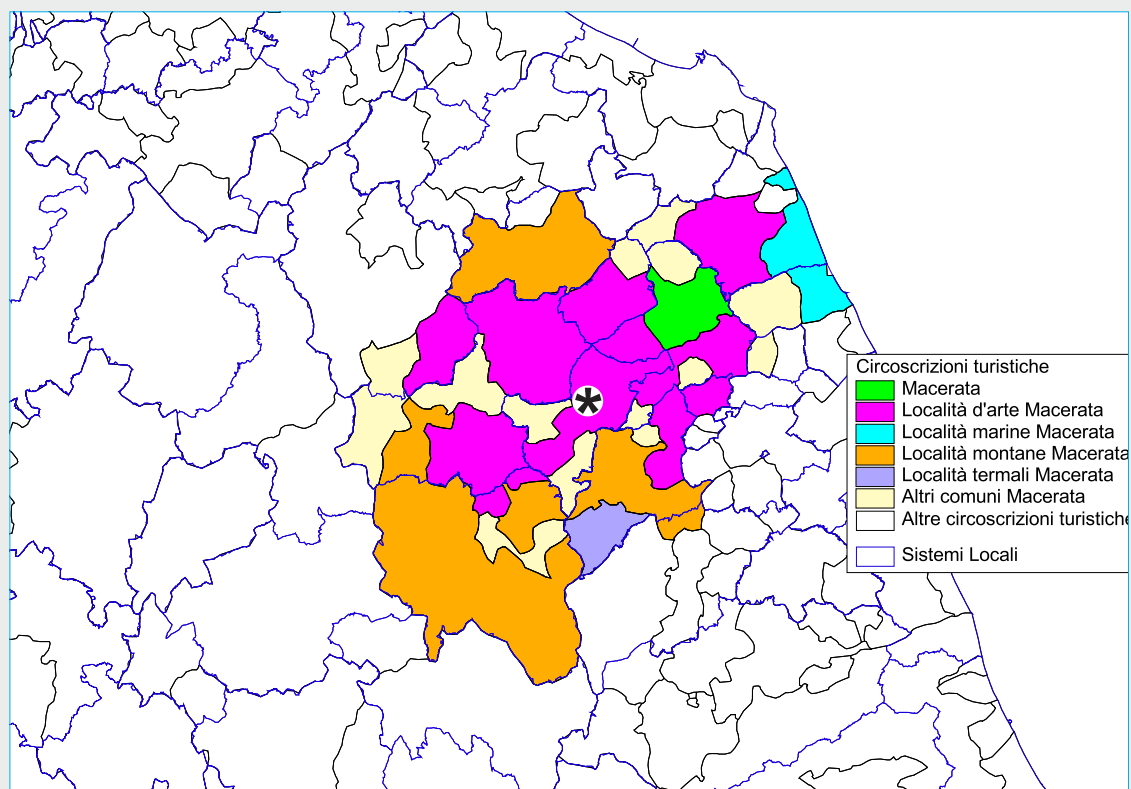 Circoscrizioni turistiche
Macerata
Località d'arte Macerata
Località marine Macerata
Località montane Macerata
Località termali Macerata
Altri comuni Macerata
Altre circoscrizioni turistiche
Sistemi Locali
*